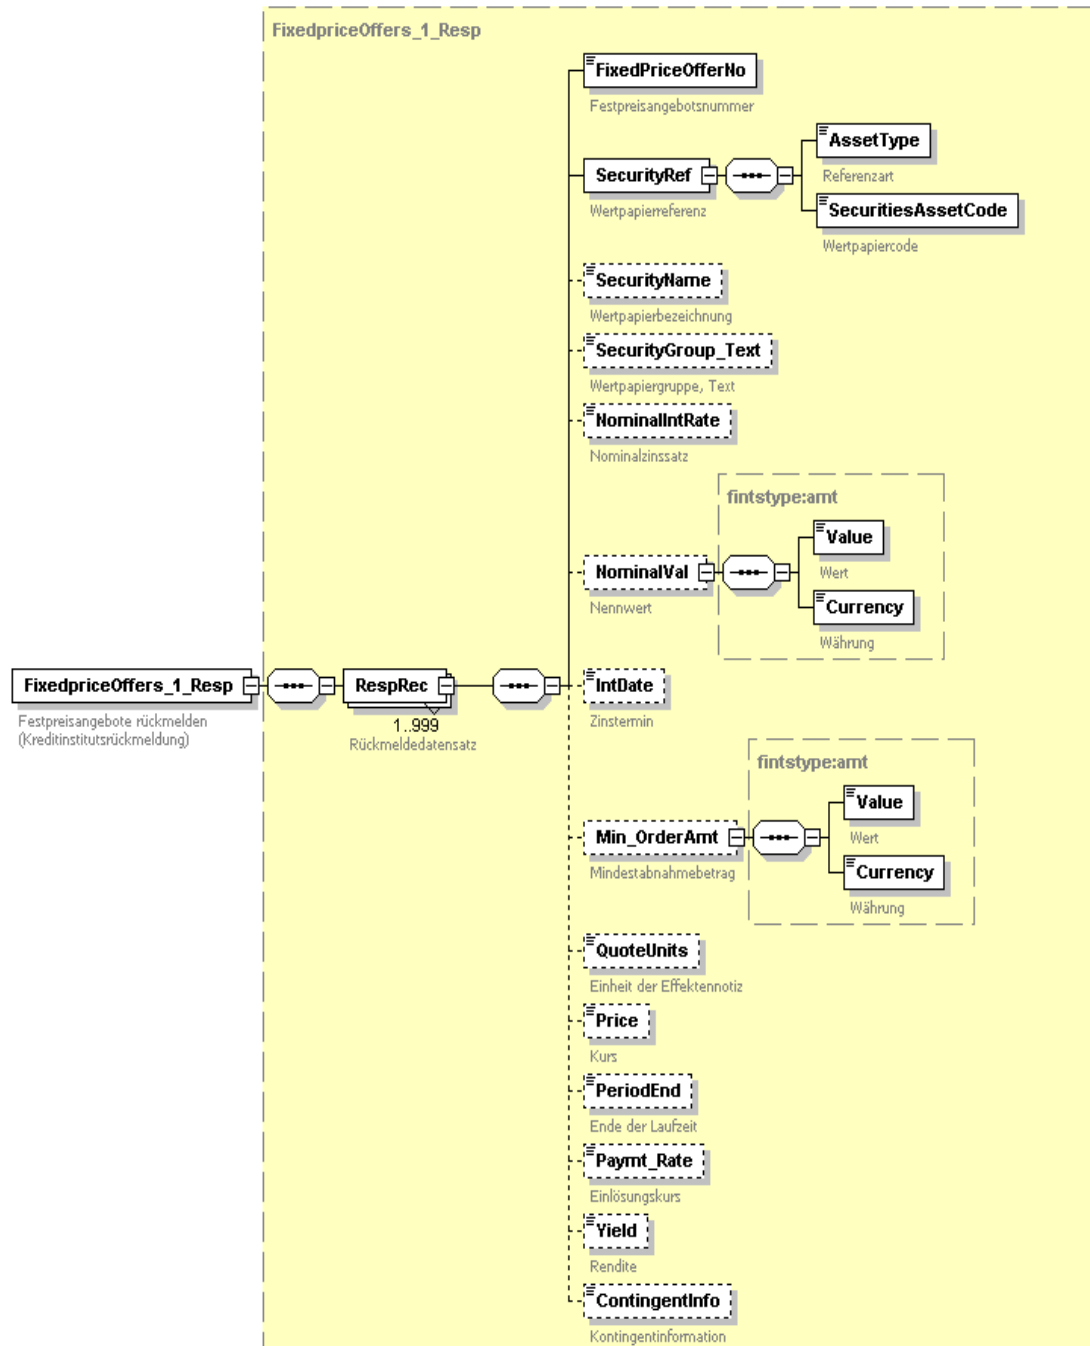 FixedpriceOffers_1_Resp
FixedPriceOfferNo
Festpreisangebotsnummer
AssetType
Referenzart
SecurityRef
Wertpapierreferenz
SecuritiesAssetCode
Wertpapiercode
SecurityName
Wertpapierbezeichnung
SecurityGroup_Text
Wertpapiergruppe, Text
NominalIntRate
Nominalzinssatz
fintstype:amt
Value
Wert
NominalVal
Nennwert
Currency
Währung
FixedpriceOffers_1_Resp
Festpreisangebote rückmelden
(Kreditinstitutsrückmeldung)
RespRec
1..999
Rückmeldedatensatz
IntDate
Zinstermin
fintstype:amt
Value
Wert
Min_OrderAmt
Mindestabnahmebetrag
Currency
Währung
QuoteUnits
Einheit der Effektennotiz
Price
Kurs
PeriodEnd
Ende der Laufzeit
Paymt_Rate
Einlösungskurs
Yield
Rendite
ContingentInfo
Kontingentinformation